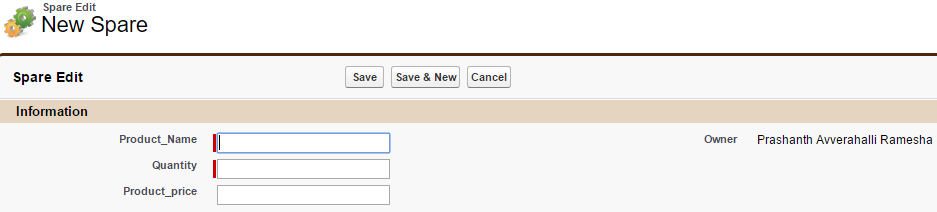 Spare Edit
New Spare
Spare Edit Save Save & New Cancel
Information
Product_Name Owner Prashanth Avverahalli Ramesha
Quantity
Product_price